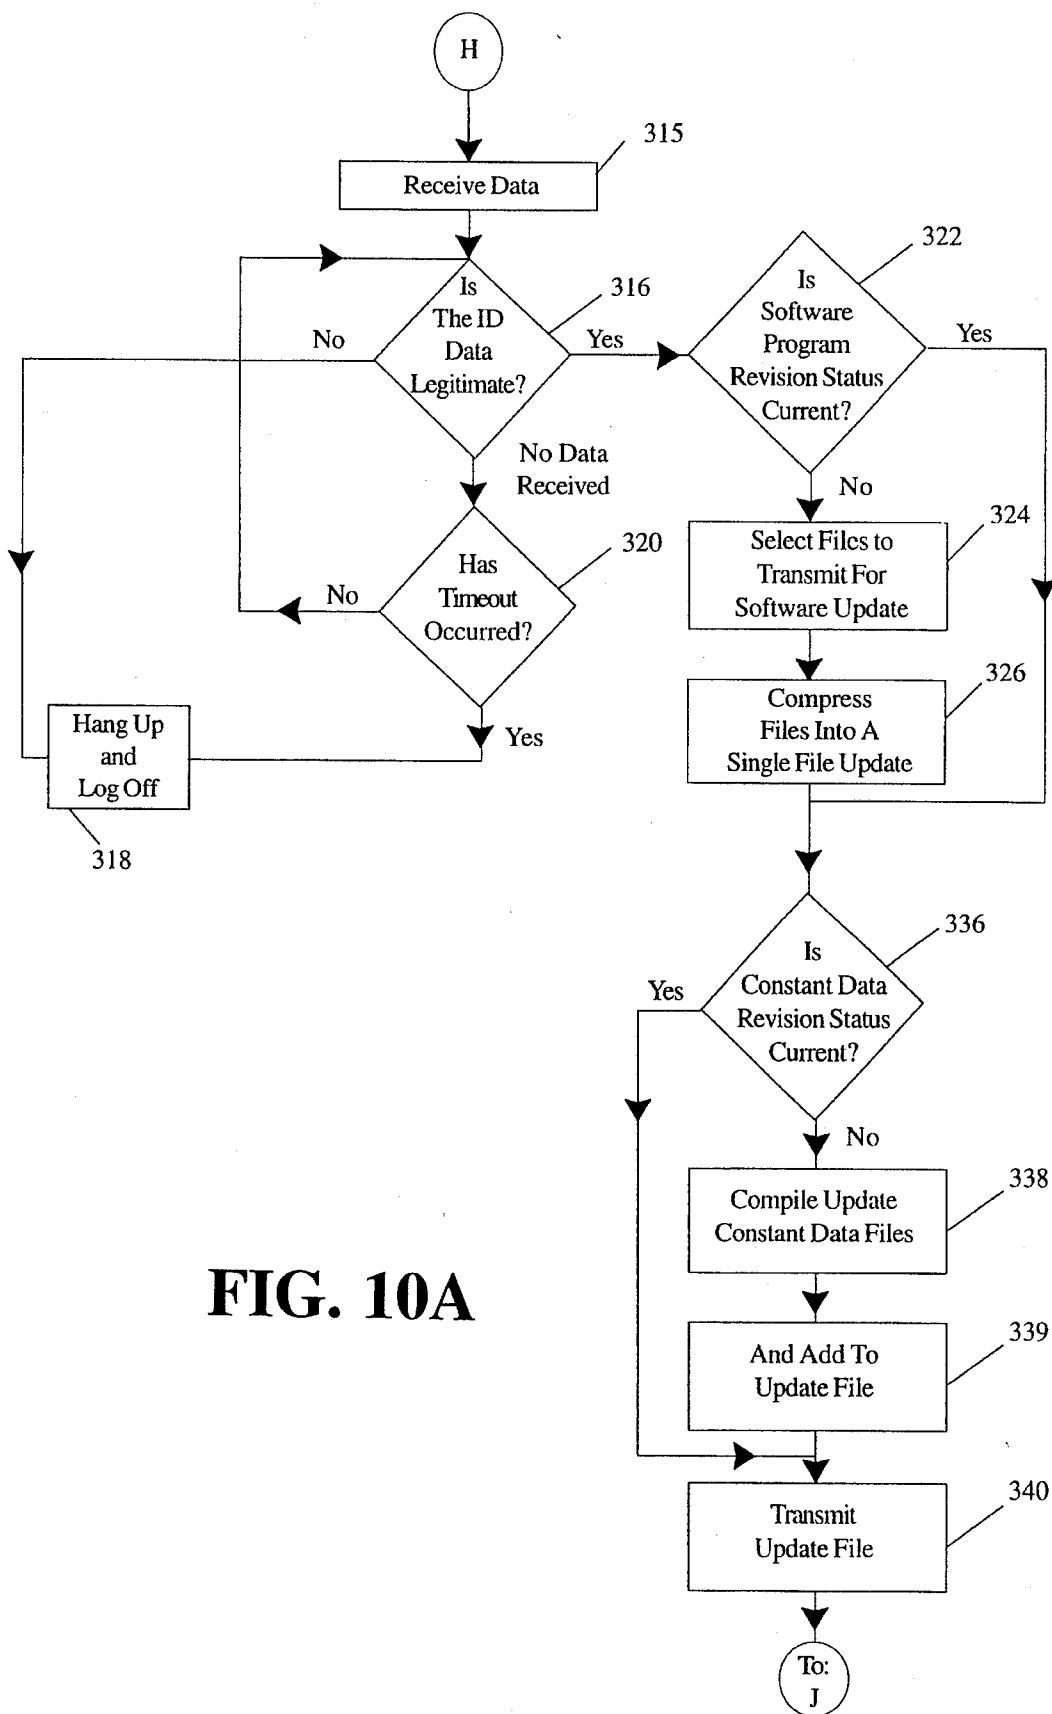 H
315
Receive Data
Is
The ID
Data
Legitimate?
316
No
Yes
No Data
Received
Is
Software
Program
Revision Status
Current?
322
Yes
No
Has
Timeout
Occurred?
320
No
Yes
Hang Up
and
Log Off
318
Select Files to
Transmit For
Software Update
324
Compress
Files Into A
Single File Update
326
Is
Constant Data
Revision Status
Current?
336
Yes
No
Compile Update
Constant Data Files
338
And Add To
Update File
339
Transmit
Update File
340
To:
J
FIG. 10A